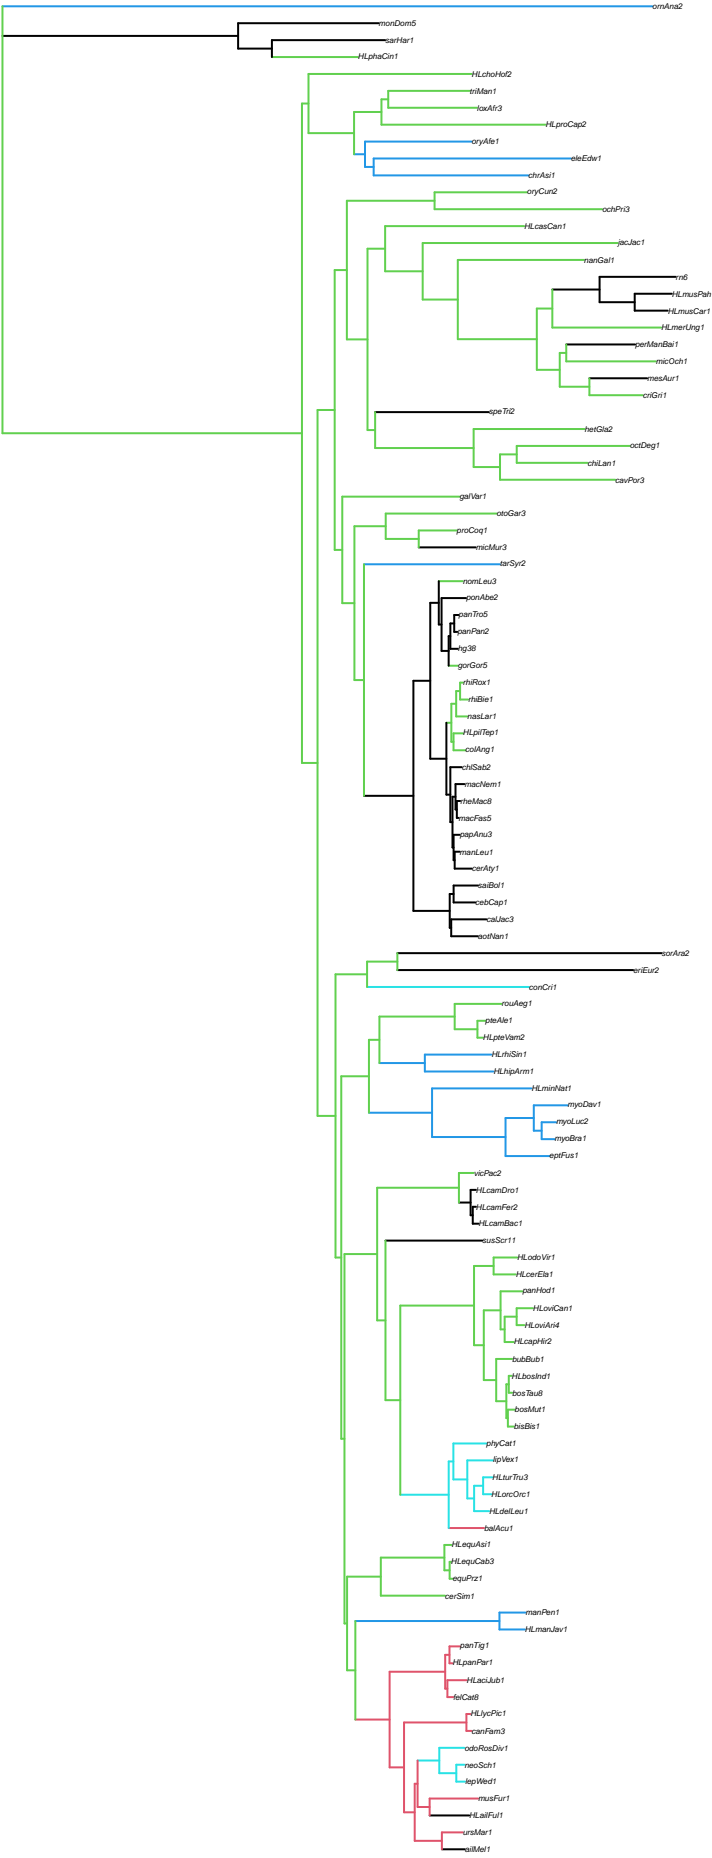 ornAna2
monDom5
sarHar1
HLphaCin1
HLchoHof2
triMan1
loxAfr3
HLproCap2
oryAfe1
eleEdw1
chrAsi1
oryCun2
ochPri3
HLcasCan1
jacJac1
nanGal1
rn6
HLmusPah
HLmusCar1
HLmerUng1
perManBai1
micOch1
mesAur1
criGri1
speTri2
hetGla2
octDeg1
chiLan1
cavPor3
galVar1
otoGar3
proCoq1
micMur3
tarSyr2
nomLeu3
ponAbe2
panTro5
panPan2
hg38
gorGor5
rhiRox1
rhiBie1
nasLar1
HLpilTep1
colAng1
chlSab2
macNem1
rheMac8
macFas5
papAnu3
manLeu1
cerAty1
saiBol1
cebCap1
calJac3
aotNan1
sorAra2
eriEur2
conCri1
rouAeg1
pteAle1
HLpteVam2
HLrhiSin1
HLhipArm1
HLminNat1
myoDav1
myoLuc2
myoBra1
eptFus1
vicPac2
HLcamDro1
HLcamFer2
HLcamBac1
susScr11
HLodoVir1
HLcerEla1
panHod1
HLoviCan1
HLoviAri4
HLcapHir2
bubBub1
HLbosInd1
bosTau8
bosMut1
bisBis1
phyCat1
lipVex1
HLturTru3
HLorcOrc1
HLdelLeu1
balAcu1
HLequAsi1
HLequCab3
equPrz1
cerSim1
manPen1
HLmanJav1
panTig1
HLpanPar1
HLaciJub1
felCat8
HLlycPic1
canFam3
odoRosDiv1
neoSch1
lepWed1
musFur1
HLailFul1
ursMar1
ailMel1